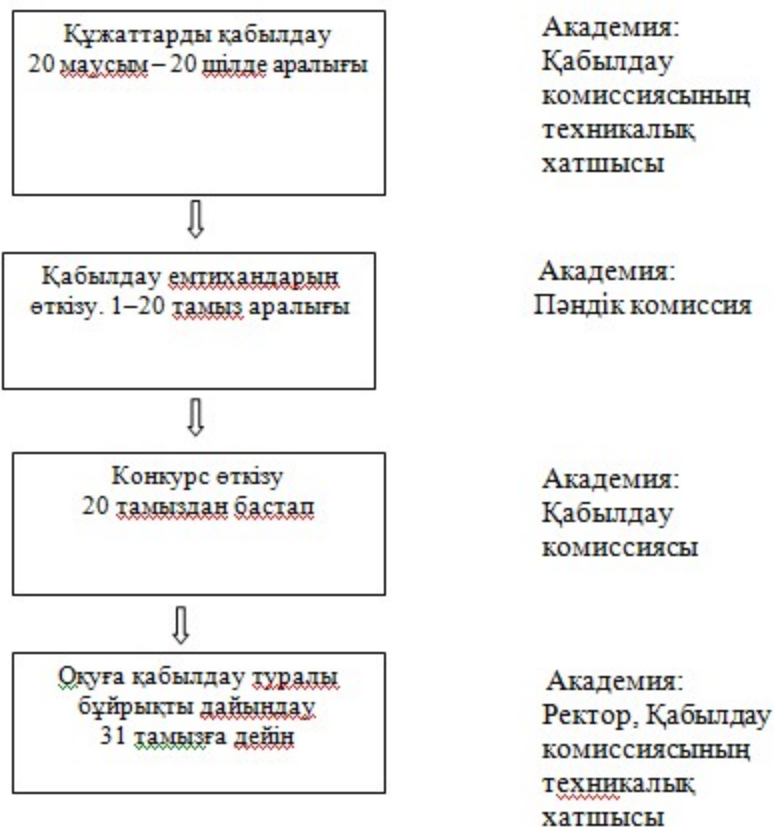 Құжаттарды қабылдау
20 маусым – 20 шілде аралығы
Академия:
Қабылдау
комиссиясының
техникалық
хатшысы
Қабылдау емтихандарын
өткізу. 1–20 тамыз аралығы
Академия:
Пәндік комиссия
Конкурс өткізу
20 тамыздан бастап
Академия:
Қабылдау
комиссиясы
Оқуға қабылдау туралы
бұйрықты дайындау
31 тамызға дейін
Академия:
Ректор, Қабылдау
комиссиясының
техникалық
хатшысы